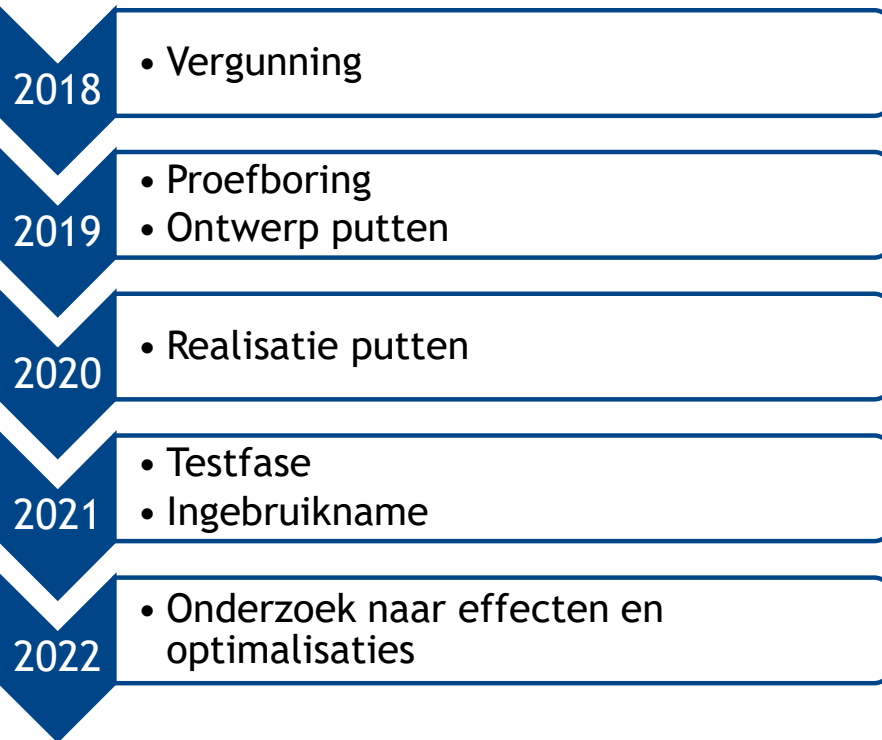 2018
• Vergunning
2019
• Proefboring
• Ontwerp putten
2020
• Realisatie putten
2021
• Testfase
• Ingebruikname
2022
• Onderzoek naar effecten en
optimalisaties